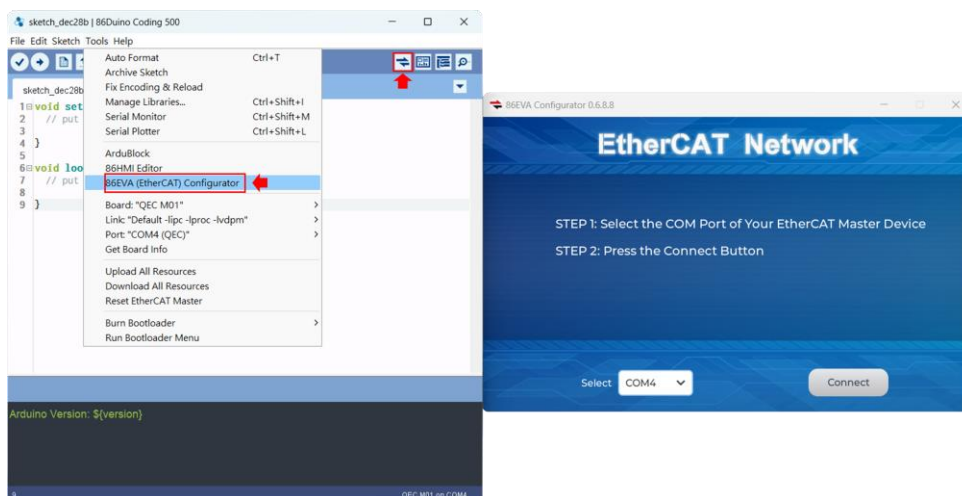 sketch_dec28b | 86Duino Coding 500
File Edit Sketch Tools Help
sketch_dec28b
Auto Format Ctrl+T
Archive Sketch
Fix Encoding & Reload
Manage Libraries... Ctrl+Shift+I
Serial Monitor Ctrl+Shift+M
Serial Plotter Ctrl+Shift+L
ArduBlock
86HMI Editor
86EVA (EtherCAT) Configurator
Board: "QEC M01"
Link: "Default -lipc -lproc -lvdpm"
Port: "COM4 (QEC)"
Get Board Info
Upload All Resources
Download All Resources
Reset EtherCAT Master
Burn Bootloader
Run Bootloader Menu
1 void set
2 // put
3
4 }
5
6 void loo
7 // put
8
9 }
Arduino Version: ${version}
9 QEC M01 on COM4
86EVA Configurator 0.6.8.8
EtherCAT Network
STEP 1: Select the COM Port of Your EtherCAT Master Device
STEP 2: Press the Connect Button
Select COM4 Connect